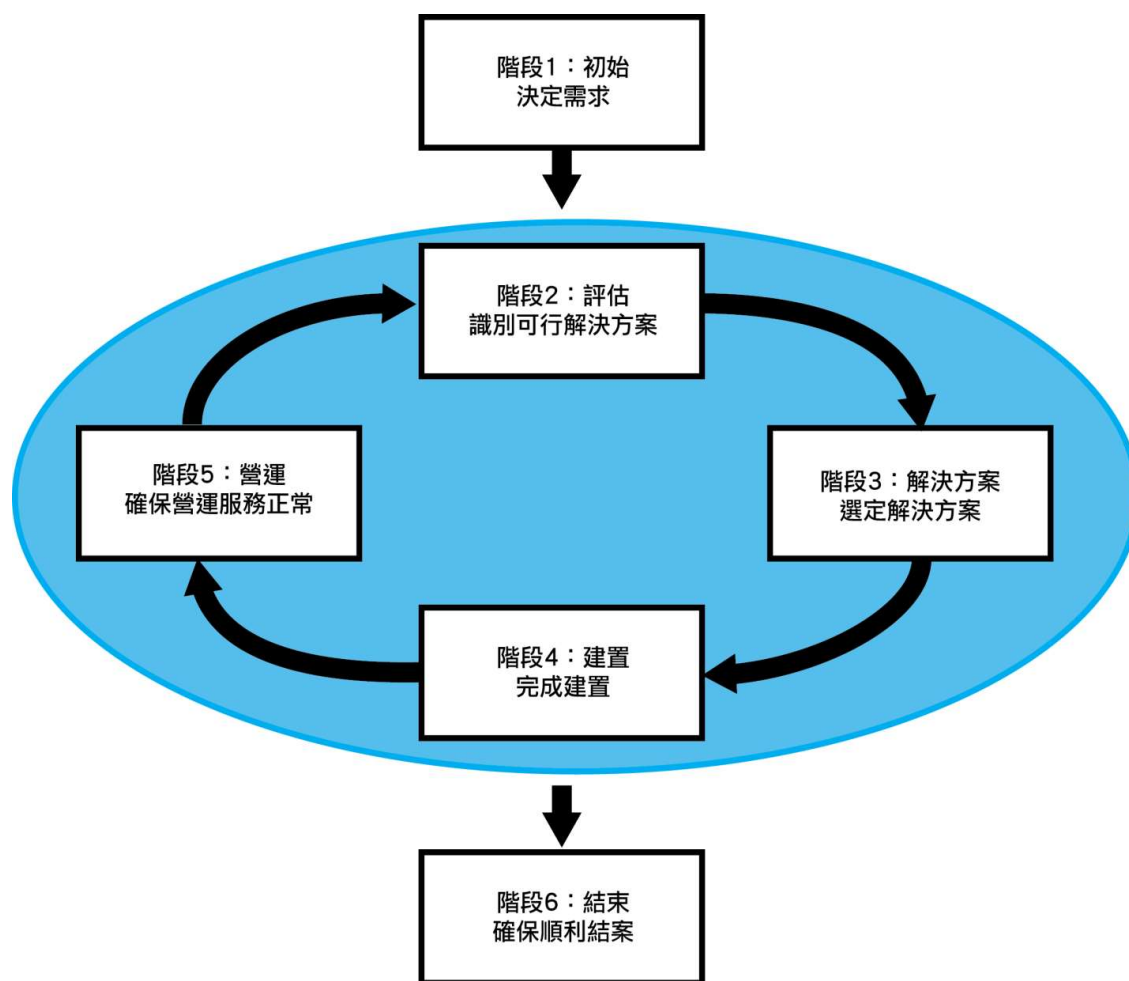 階段1：初始
決定需求
階段2：評估
識別可行解決方案
階段3：解決方案
選定解決方案
階段4：建置
完成建置
階段5：營運
確保營運服務正常
階段6：結束
確保順利結案